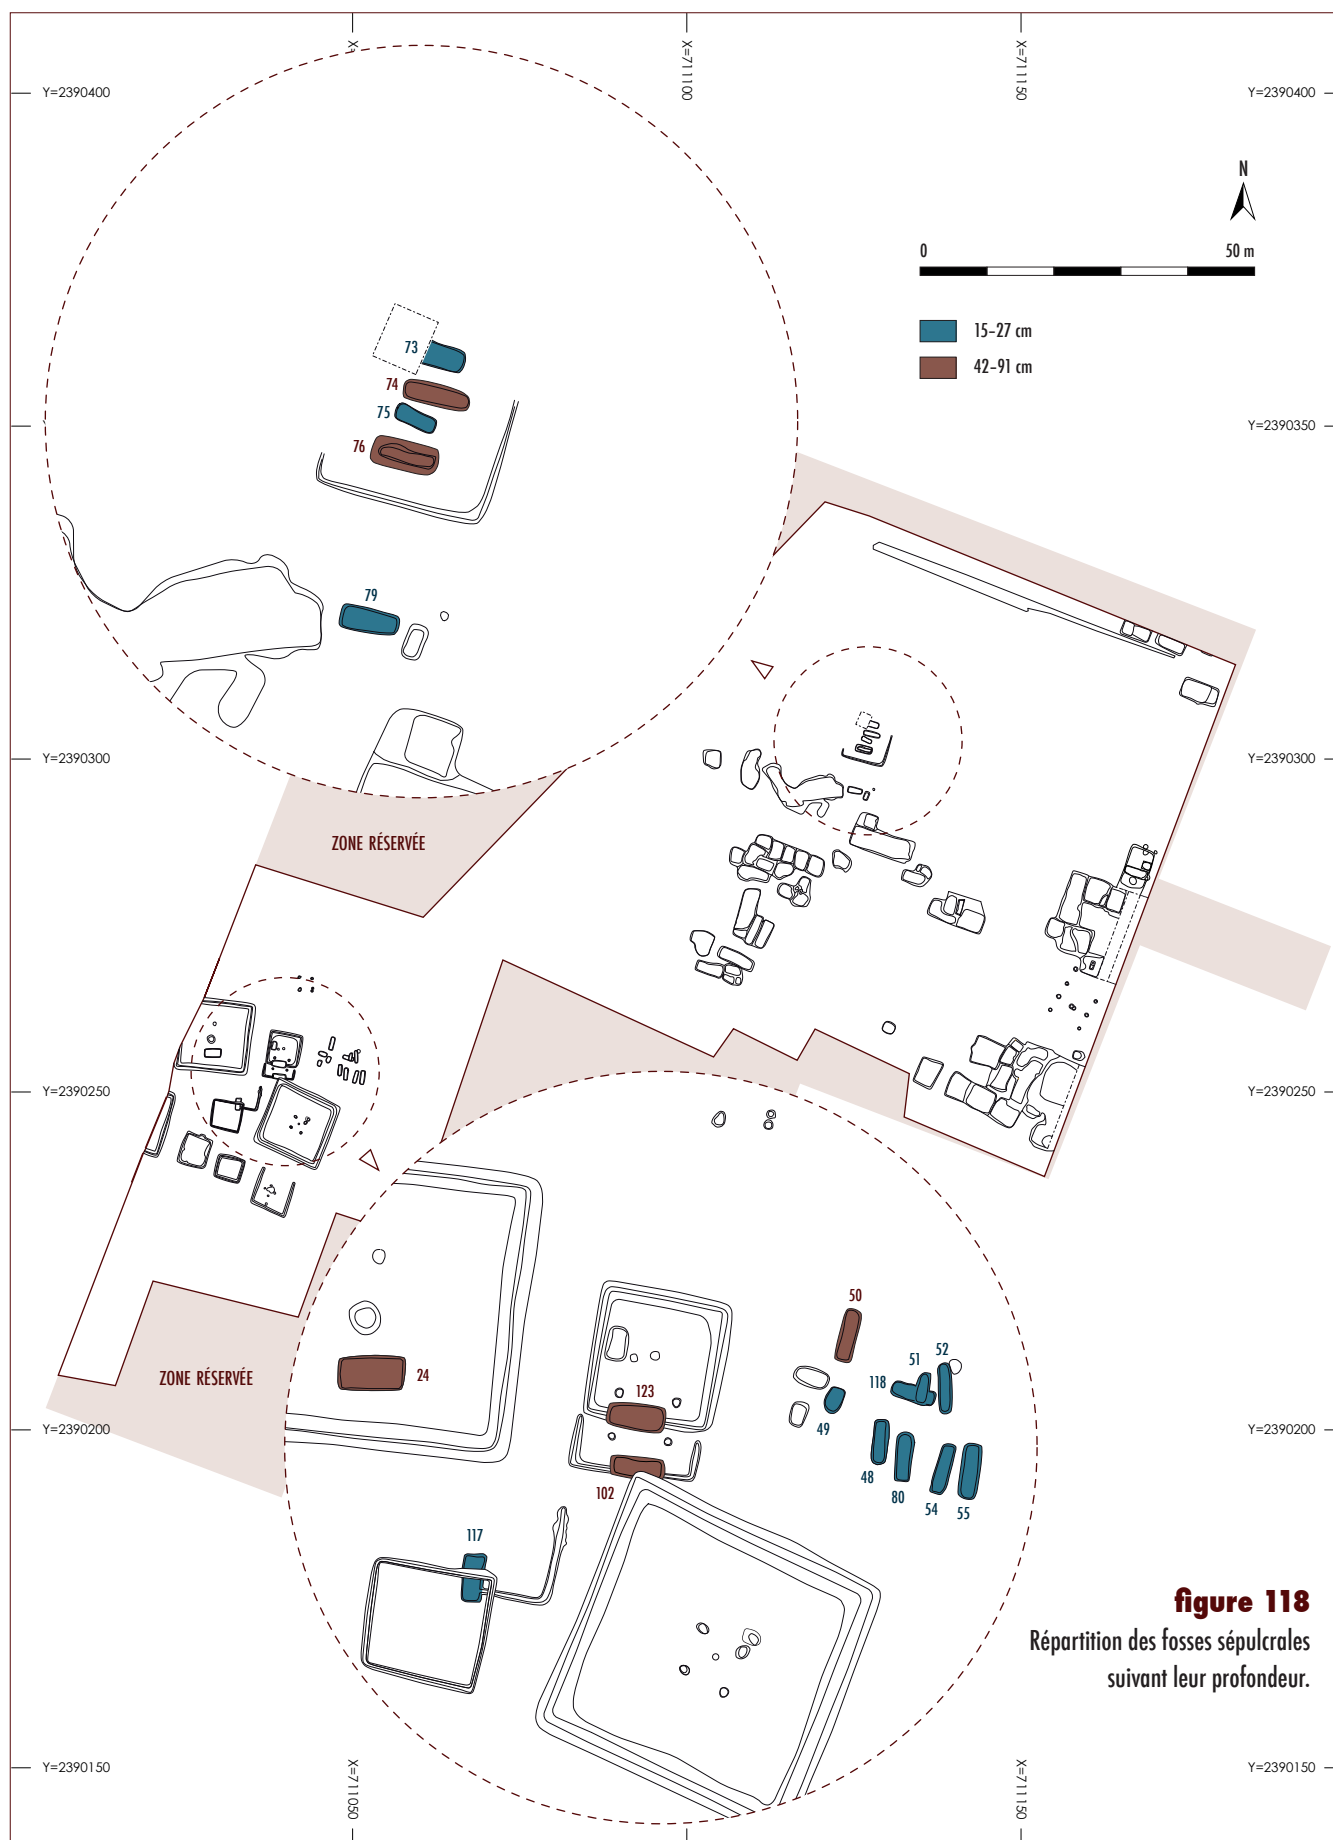 X=
X=711100
X=711150
Y=2390400
Y=2390400
N
0 50 m
15-27 cm
42-91 cm
73
74
75
76
Y=2390350
79
Y=2390300
Y=2390300
ZONE RÉSERVÉE
Y=2390250
Y=2390250
50
52
51
118
24
123
49
ZONE RÉSERVÉE
Y=2390200
Y=2390200
48
80
54
55
102
117
figure 118
Répartition des fosses sépulcrales
suivant leur profondeur.
Y=2390150
Y=2390150
X=711050
X=711150